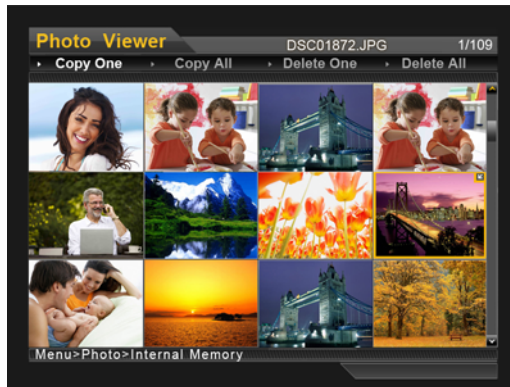 Photo Viewer
DSC01872.JPG 1/109
Copy One Copy All Delete One Delete All
Menu>Photo>Internal Memory